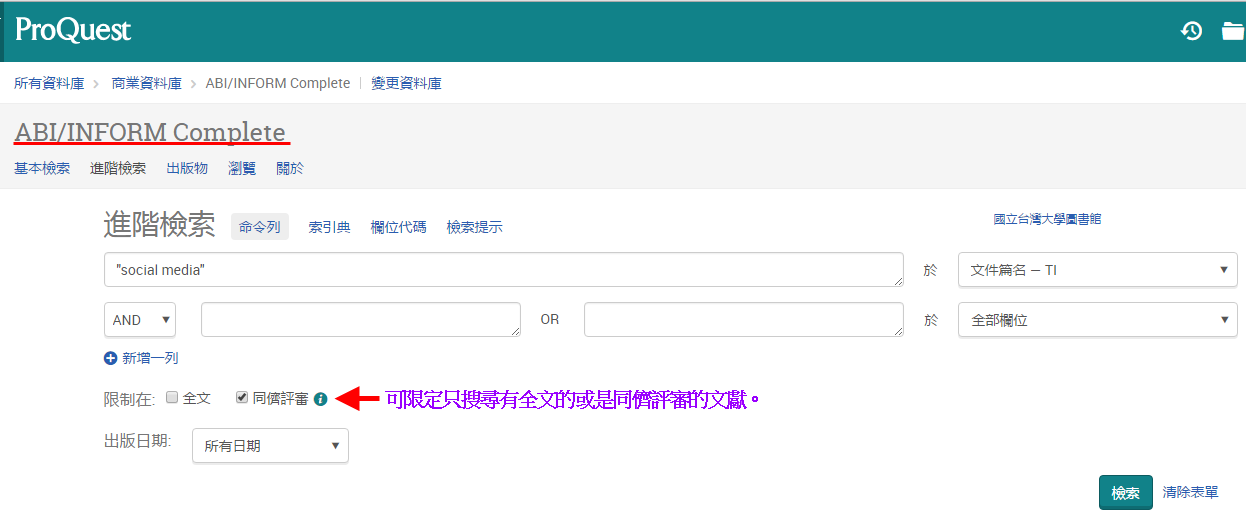 ProQuest
所有資料庫 > 商業資料庫 > ABI/INFORM Complete | 變更資料庫
ABI/INFORM Complete
基本檢索 進階檢索 出版物 瀏覽 關於
進階檢索 命令列 索引典 欄位代碼 檢索提示 國立台灣大學圖書館
"social media" 於 文件篇名 — TI
AND OR 於 全部欄位
新增一列
限制在: 全文 同儕評審 可限定只搜尋有全文的或是同儕評審的文獻。
出版日期: 所有日期
檢索 清除表單